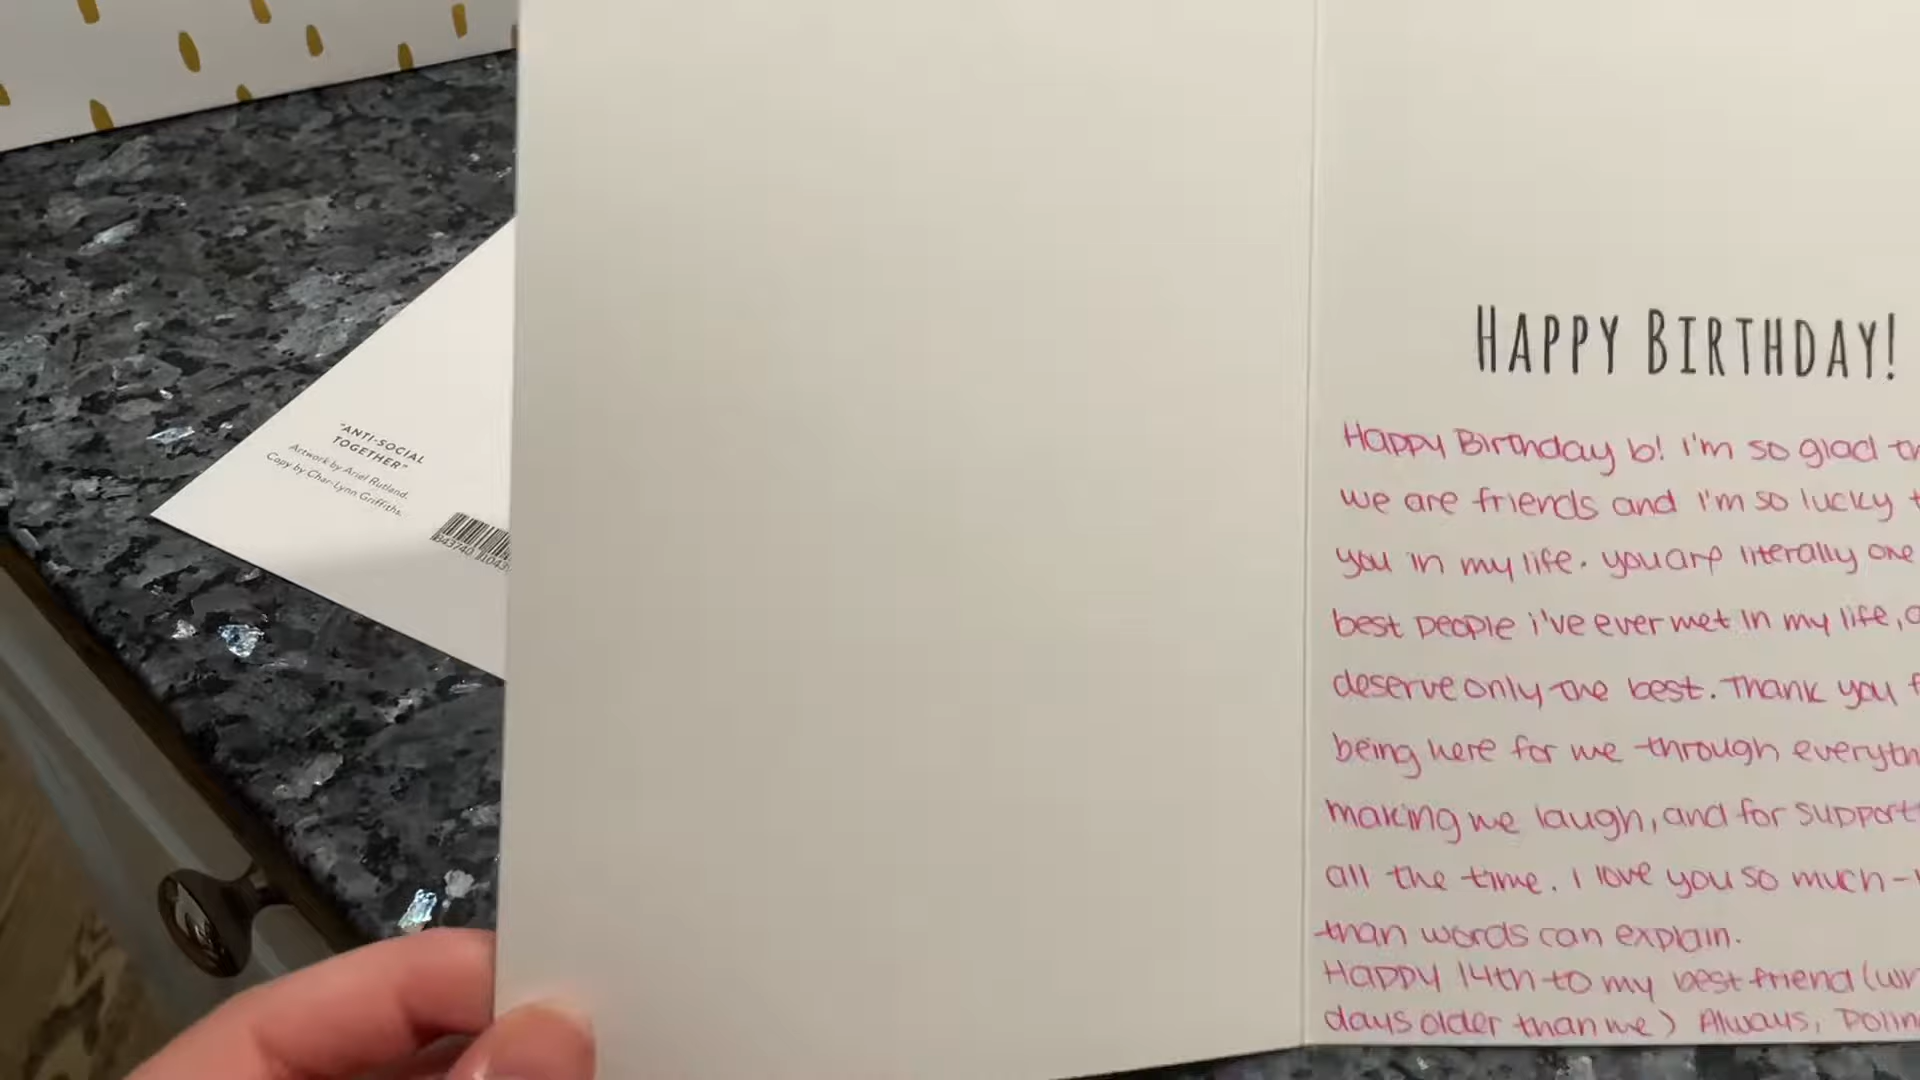 "ANTI-SOCIAL
TOGETHER"
Artwork by Ariel Rutland.
Copy by Char-Lynn Griffiths.
843740
HAPPY BIRTHDAY!
Happy Birthday b! i'm so glad
we are friends and i'm so lucky
you in my life. you are literally one
best people i've ever met in my life,
deserve only the best. Thank you
being here for me through
making me laugh, and for
all the time. I love you so much -
than words can explain.
Happy 14th to my best friend
days older than me) Always,